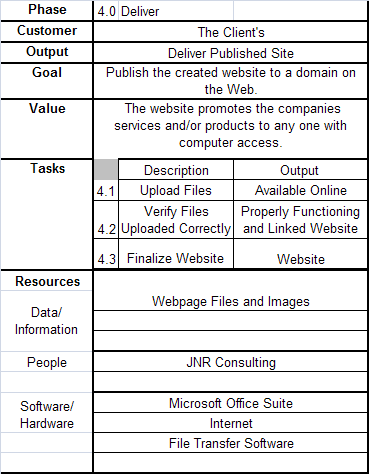 Phase 4.0 Deliver
Customer The Client's
Output Deliver Published Site
Goal Publish the created website to a domain on
the Web.
Value The website promotes the companies
services and/or products to any one with
computer access.
Tasks Description Output
4.1 Upload Files Available Online
Verify Files Properly Functioning
4.2 Uploaded Correctly and Linked Website
4.3 Finalize Website Website
Resources
Data/
Information
Webpage Files and Images
People JNR Consulting
Software/
Hardware
Microsoft Office Suite
Internet
File Transfer Software